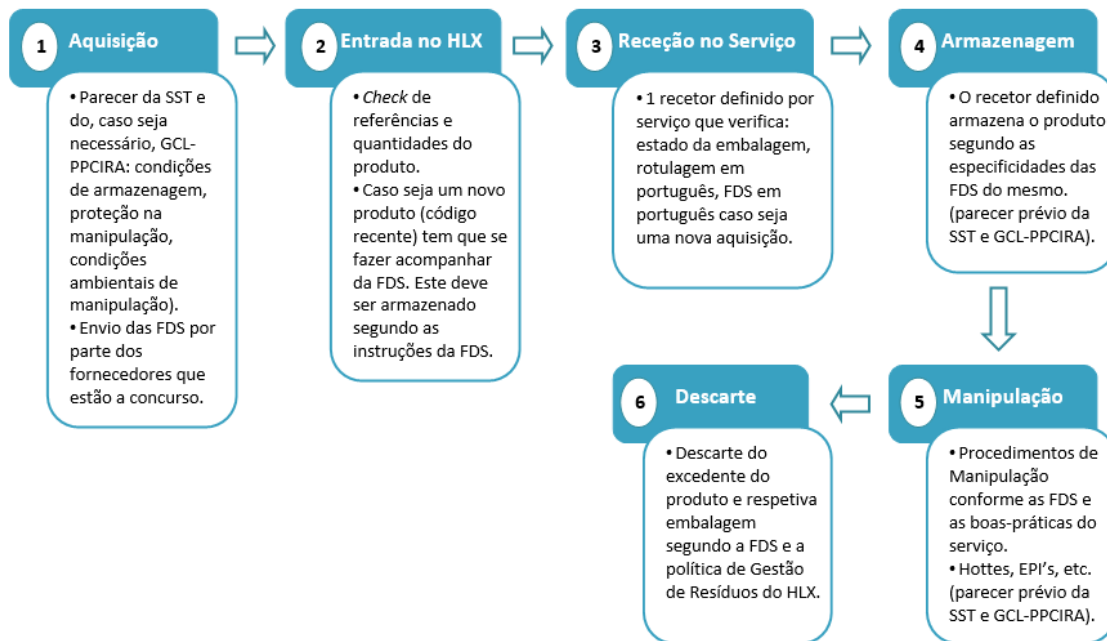 1 Aquisição
• Parecer da SST e
do, caso seja
necessário, GCL-
PPCIRA: condições
de armazenagem,
proteção na
manipulação,
condições
ambientais de
manipulação).
• Envio das FDS por
parte dos
fornecedores que
estão a concurso.
2 Entrada no HLX
• Check de
referências e
quantidades do
produto.
• Caso seja um novo
produto (código
recente) tem que se
fazer acompanhar
da FDS. Este deve
ser armazenado
segundo as
instruções da FDS.
3 Receção no Serviço
• 1 recetor definido por
serviço que verifica:
estado da embalagem,
rotulagem em
português, FDS em
português caso seja
uma nova aquisição.
4 Armazenagem
• O recetor definido
armazena o produto
segundo as
especificidades das
FDS do mesmo.
(parecer prévio da
SST e GCL-PPCIRA).
5 Manipulação
• Procedimentos de
Manipulação
conforme as FDS e
as boas-práticas do
serviço.
• Hottes, EPI’s, etc.
(parecer prévio da
SST e GCL-PPCIRA).
6 Descarte
• Descarte do
excedente do
produto e respetiva
embalagem
segundo a FDS e a
política de Gestão
de Resíduos do HLX.